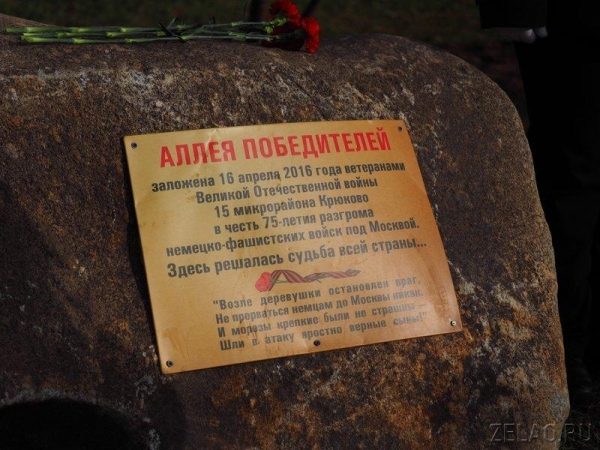 АЛЛЕЯ ПОБЕДИТЕЛЕЙ
заложена 16 апреля 2016 года ветеранами
Великой Отечественной войны
15 микрорайона Крюково
в честь 75-летия разгрома
немецко-фашистских войск под Москвой.
Здесь решалась судьба всей страны...
"Возле деревушки остановлен враг,
Не прорваться немцам до Москвы никак.
И морозы крепкие были не страшны -
Шли в атаку яростно верные сыны!"
ZELAO.RU